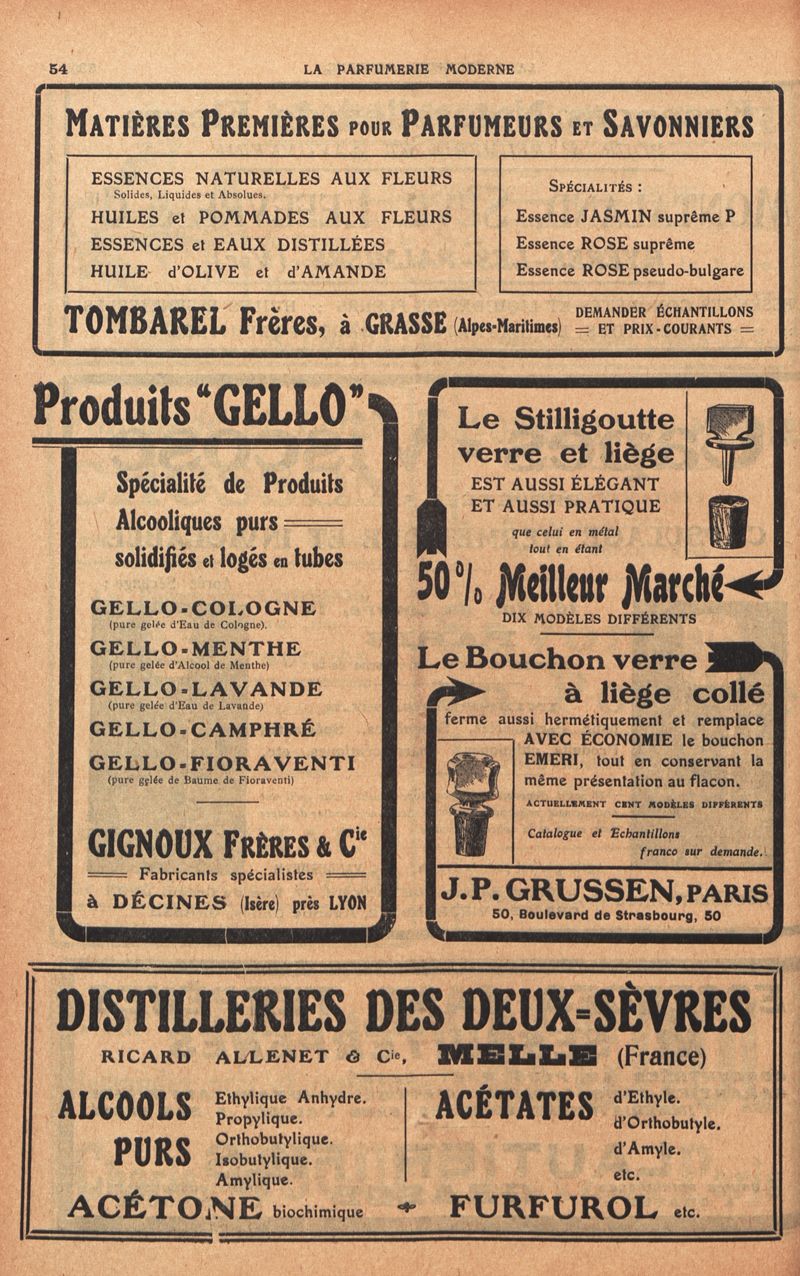 54
LA PARFUMERIE MODERNE
MATIÈRES PREMIÈRES POUR PARFUMEURS ET SAVONNIERS
ESSENCES NATURELLES AUX FLEURS
Solides, Liquides et Absolues.
HUILES et POMMADES AUX FLEURS
ESSENCES et EAUX DISTILLÉES
HUILE d'OLIVE et d'AMANDE
SPÉCIALITÉS :
Essence JASMIN suprême P
Essence ROSE suprême
Essence ROSE pseudo-bulgare
TOMBAREL Frères, à GRASSE (Alpes-Maritimes)
DEMANDER ÉCHANTILLONS
= ET PRIX-COURANTS =
Produits "GELLO"
Spécialité de Produits
Alcooliques purs
solidifiés et logés en tubes
GELLO-COLOGNE
(pure gelée d'Eau de Cologne).
GELLO-MENTHE
(pure gelée d'Alcool de Menthe)
GELLO-LAVANDE
(pure gelée d'Eau de Lavande)
GELLO-CAMPHRÉ
GELLO-FIORAVENTI
(pure gelée de Baume de Fioraventi)
GIGNOUX FRÈRES & Cie
Fabricants spécialistes
à DÉCINES (Isère) près LYON
Le Stilligoutte
verre et liège
EST AUSSI ÉLÉGANT
ET AUSSI PRATIQUE
que celui en métal
tout en étant
50 % Meilleur Marché
DIX MODÈLES DIFFÉRENTS
Le Bouchon verre
à liège collé
ferme aussi hermétiquement et remplace
AVEC ÉCONOMIE le bouchon
EMERI, tout en conservant la
même présentation au flacon.
ACTUELLEMENT CENT MODÈLES DIFFÉRENTS
Catalogue et Echantillons
franco sur demande.
J. P. GRUSSEN, PARIS
50, Boulevard de Strasbourg, 50
DISTILLERIES DES DEUX-SÈVRES
RICARD ALLENET & Cie, MELLE (France)
ALCOOLS
PURS
Ethylique Anhydre.
Propylique.
Orthobutylique.
Isobutylique.
Amylique.
ACÉTATES
d'Ethyle.
d'Orthobutyle.
d'Amyle.
etc.
ACÉTONE biochimique
FURFUROL etc.